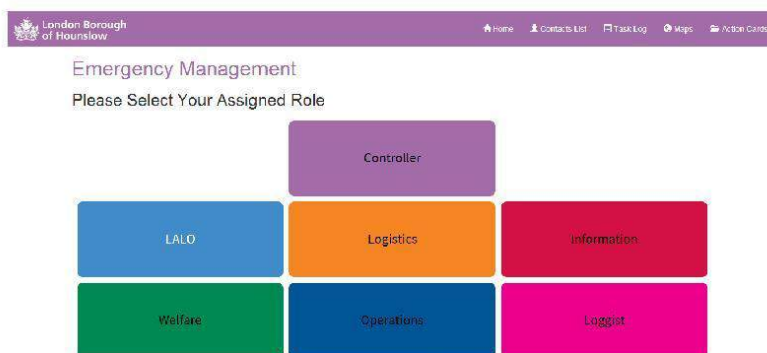 London Borough
of Hounslow
Home Contacts List Task Log Maps Action Cards
Emergency Management
Please Select Your Assigned Role
Controller
LALO Logistics Information
Welfare Operations Loggist